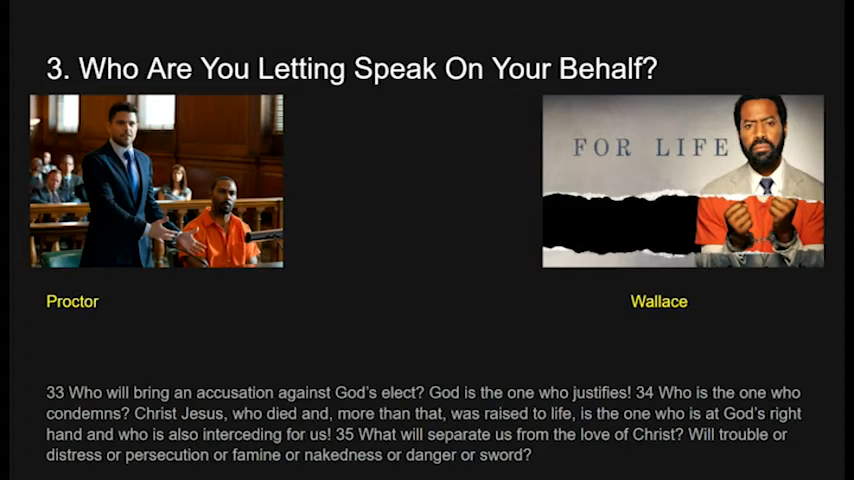 3. Who Are You Letting Speak On Your Behalf?
FOR LIFE
Proctor
Wallace
33 Who will bring an accusation against God's elect? God is the one who justifies! 34 Who is the one who
condemns? Christ Jesus, who died and, more than that, was raised to life, is the one who is at God's right
hand and who is also interceding for us! 35 What will separate us from the love of Christ? Will trouble or
distress or persecution or famine or nakedness or danger or sword?